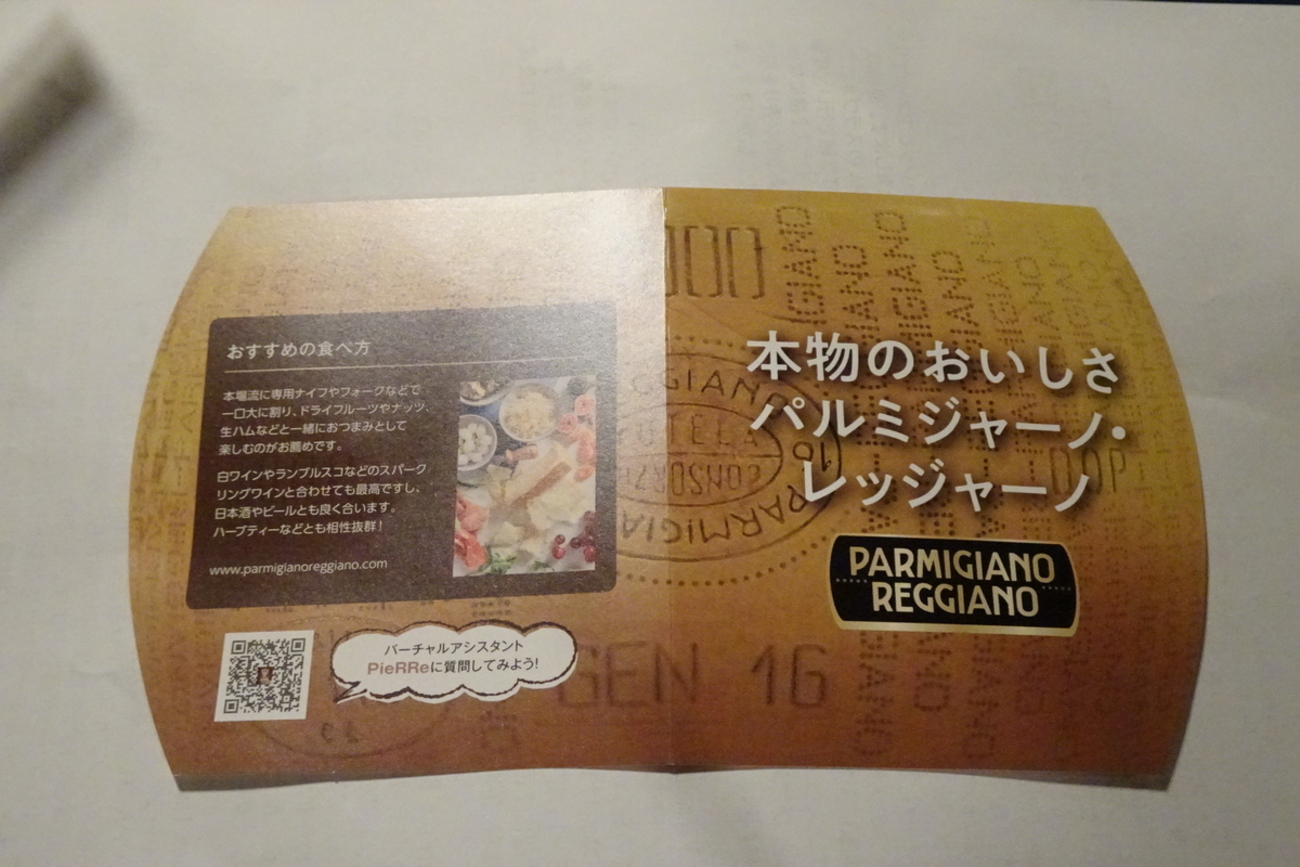 おすすめの食べ方
本場流に専用ナイフやフォークなどで
一口大に割り、ドライフルーツやナッツ、
生ハムなどと一緒におつまみとして
楽しむのがお薦めです。
白ワインやランブルスコなどのスパーク
リングワインと合わせても最高ですし、
日本酒やビールとも良く合います。
ハーブティーなどとも相性抜群！
www.parmigianoreggiano.com
バーチャルアシスタント
PieRReに質問してみよう!
本物のおいしさ
パルミジャーノ・
レッジャーノ
PARMIGIANO
REGGIANO
DOP
GEN 16